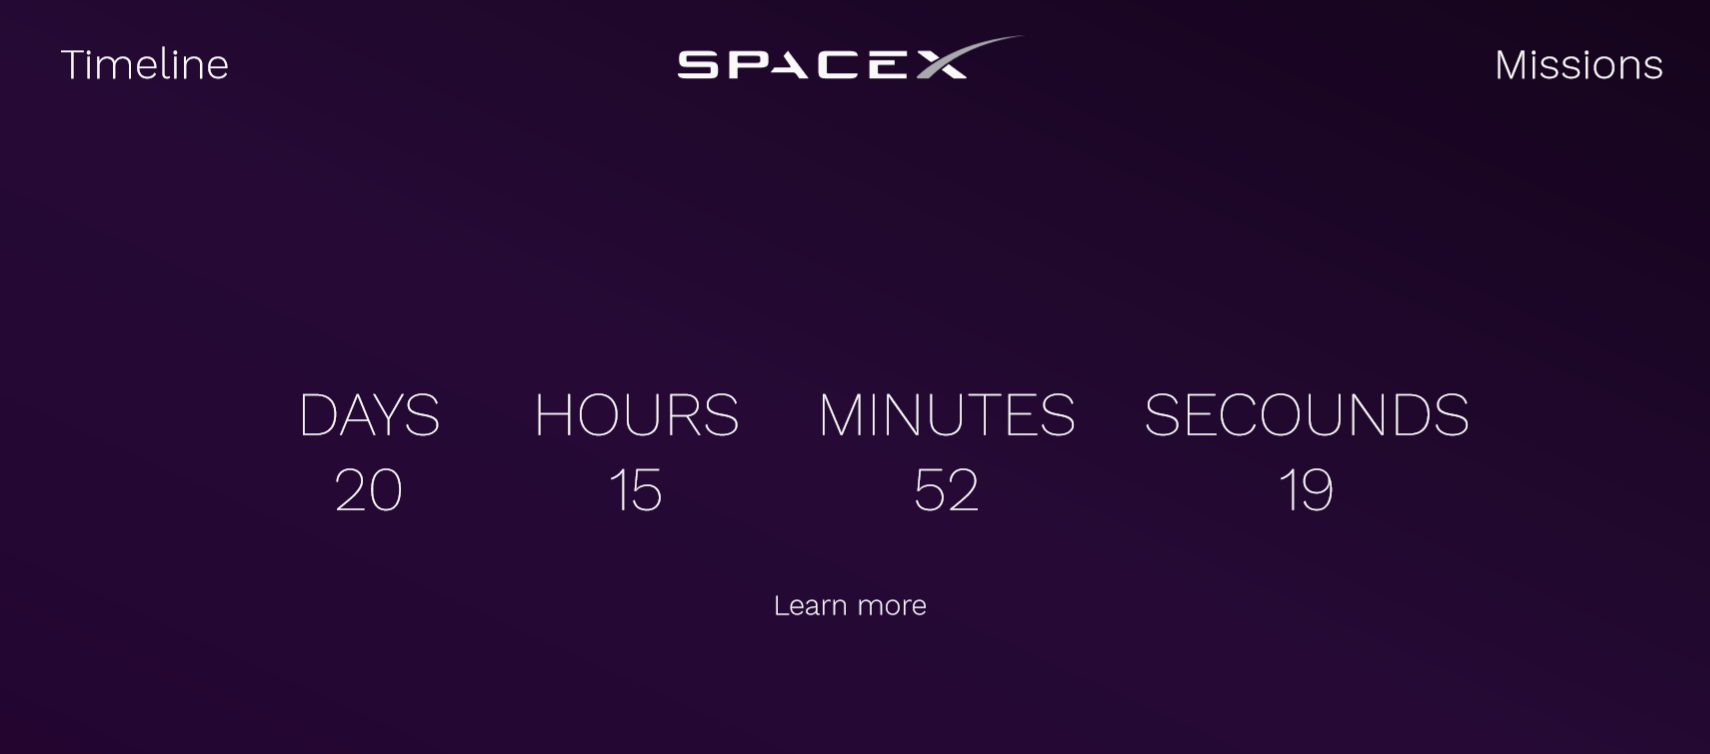 Timeline
SPACEX
Missions
DAYS HOURS MINUTES SECOUNDS
20 15 52 19
Learn more